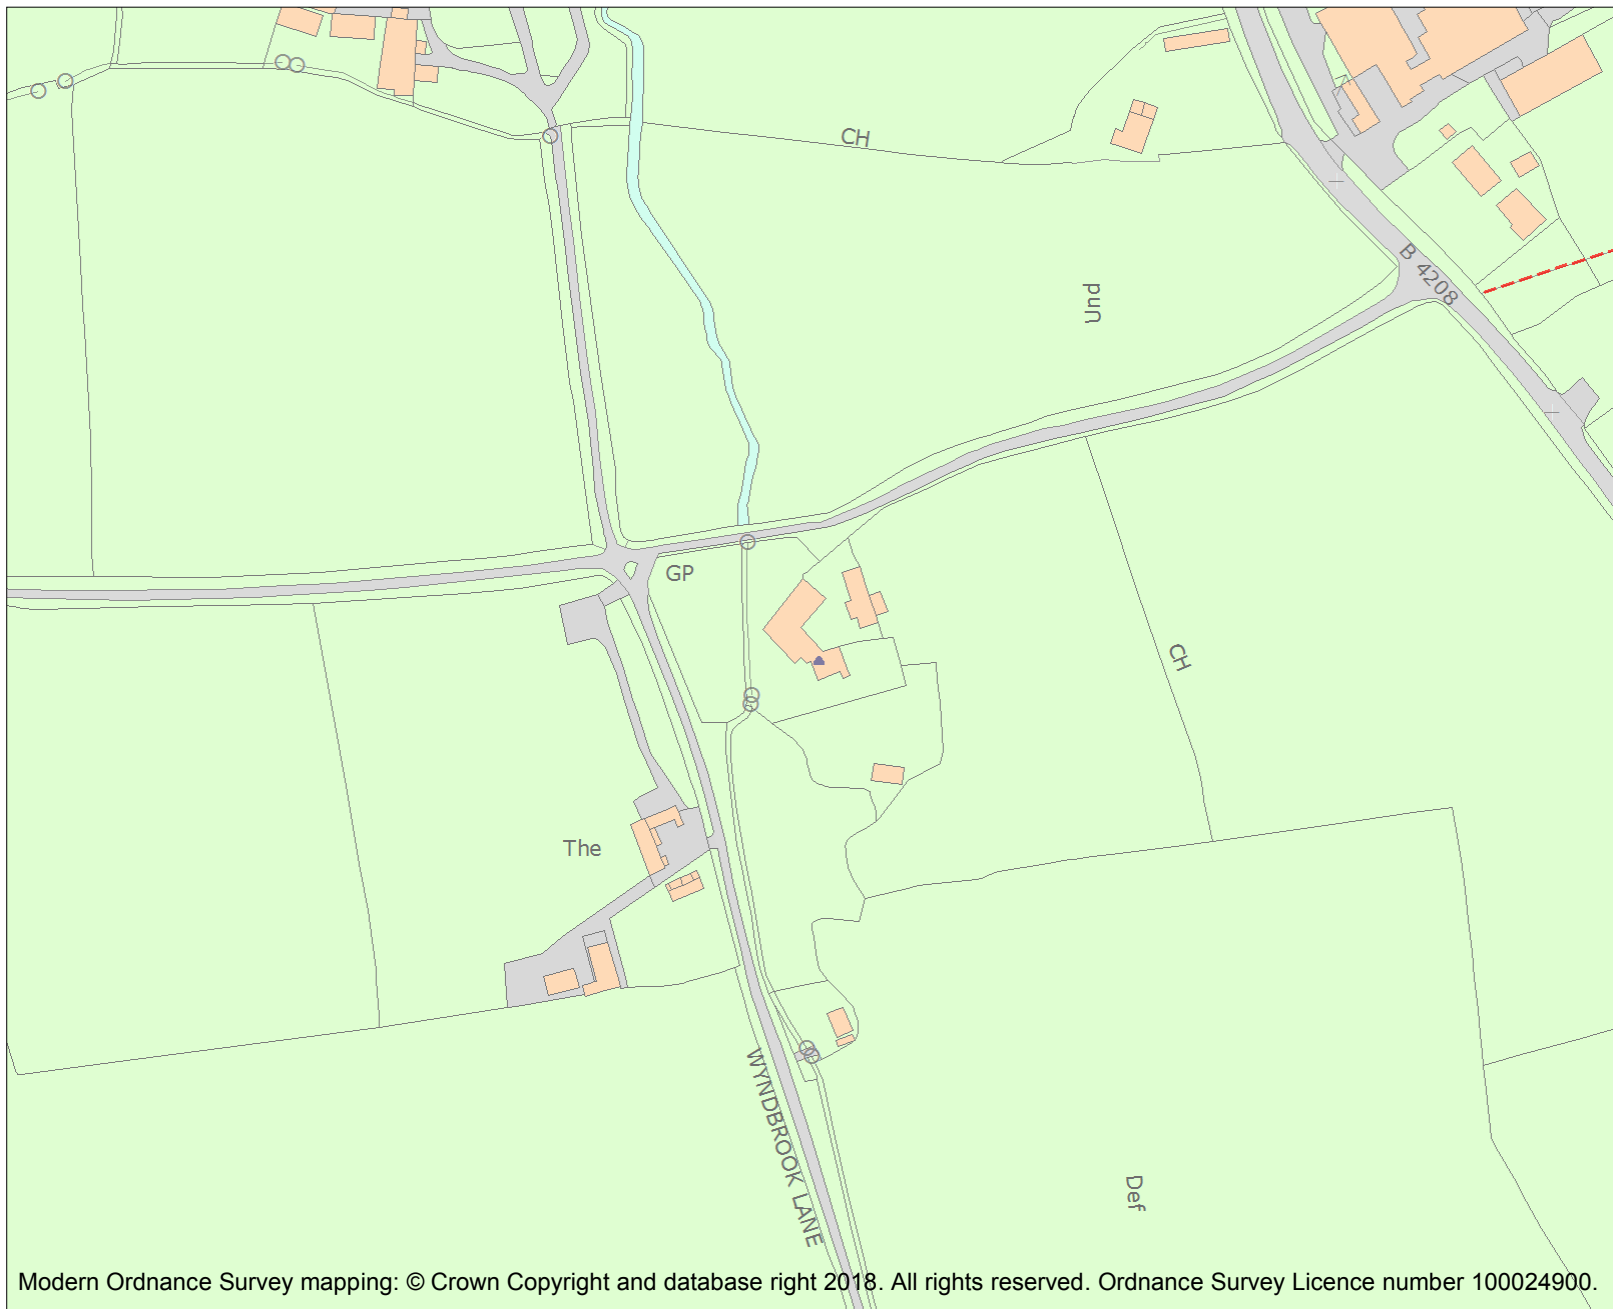 CH
B 4208
Und
GP
CH
The
WYNDBROOK LANE
Def
Modern Ordnance Survey mapping: © Crown Copyright and database right 2018. All rights reserved. Ordnance Survey Licence number 100024900.